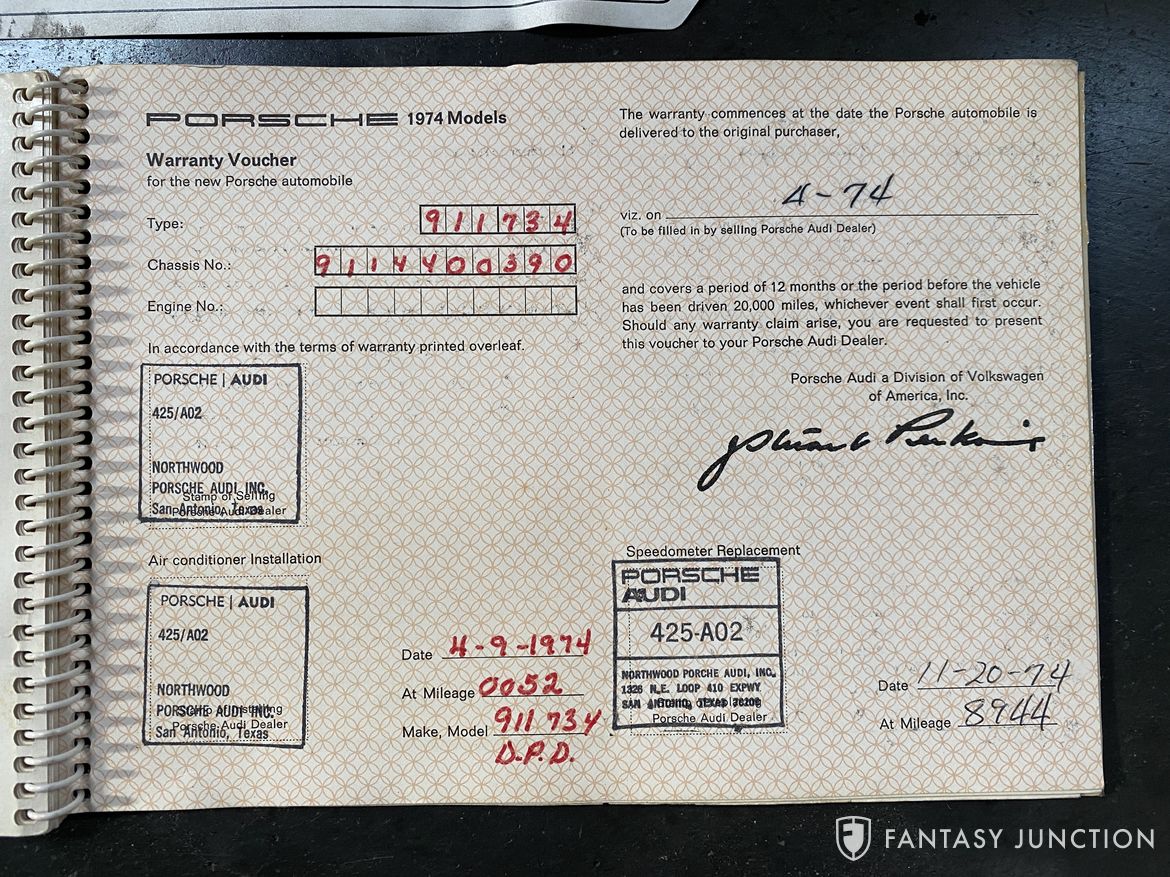 PORSCHE 1974 Models
Warranty Voucher
for the new Porsche automobile
Type: 911734
Chassis No.: 9114400390
Engine No.:
In accordance with the terms of warranty printed overleaf.
PORSCHE | AUDI
425/A02
NORTHWOOD
PORSCHE AUDI INC.
Stamp of Selling
San Antonio, Texas
Porsche Audi Dealer
Air conditioner Installation
PORSCHE | AUDI
425/A02
NORTHWOOD
PORSCHE AUDI INC.
San Antonio, Texas
Porsche Audi Dealer
Date 4-9-1974
At Mileage 0052
Make, Model 911 734
D.P.D.
The warranty commences at the date the Porsche automobile is
delivered to the original purchaser,
viz. on 4-74
(To be filled in by selling Porsche Audi Dealer)
and covers a period of 12 months or the period before the vehicle
has been driven 20,000 miles, whichever event shall first occur.
Should any warranty claim arise, you are requested to present
this voucher to your Porsche Audi Dealer.
Porsche Audi a Division of Volkswagen
of America, Inc.
Speedometer Replacement
PORSCHE
AUDI
425-A02
NORTHWOOD PORCHE AUDI, INC.
1326 N.E. LOOP 410 EXPWY
SAN ANTONIO, TEXAS 78209
Porsche Audi Dealer
Date 11-20-74
At Mileage 8944
FANTASY JUNCTION